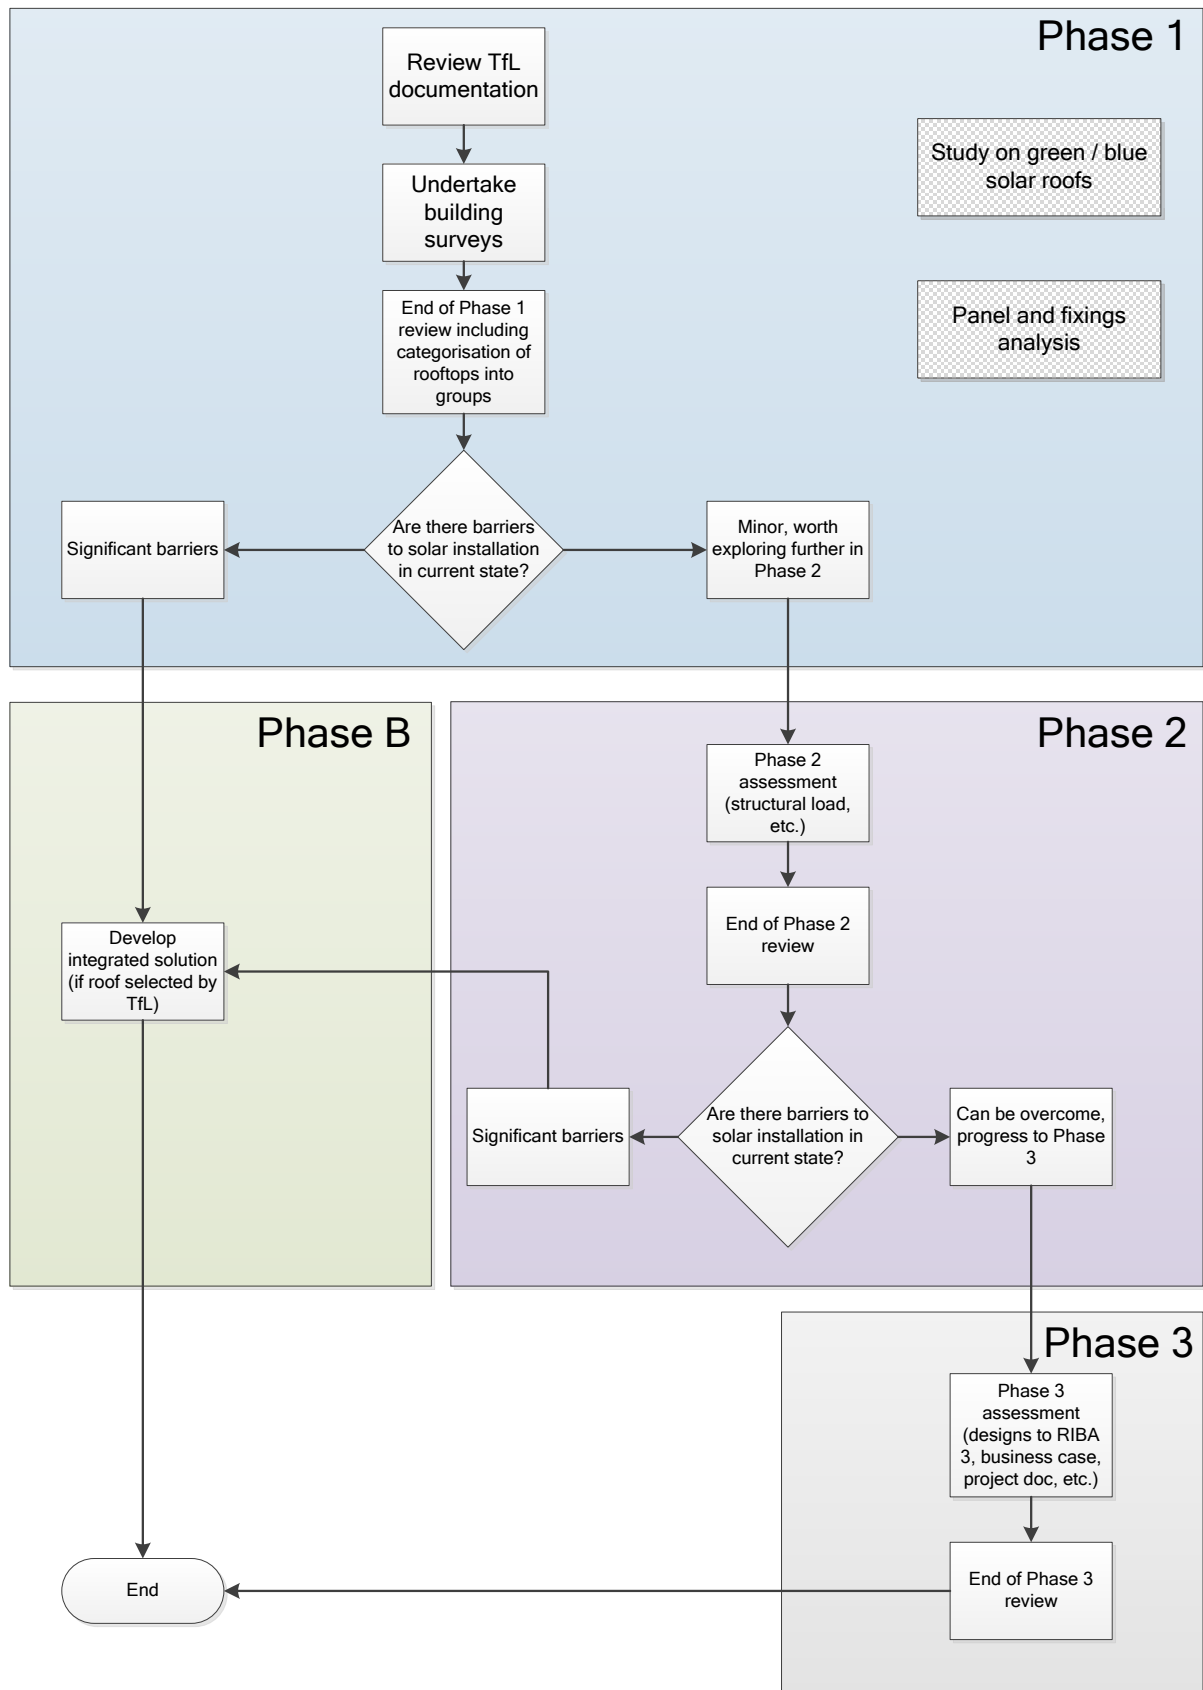 Phase 1
Review TfL
documentation
Study on green / blue
solar roofs
Undertake
building
surveys
Panel and fixings
analysis
End of Phase 1
review including
categorisation of
rooftops into
groups
Are there barriers
to solar installation
in current state?
Significant barriers
Minor, worth
exploring further in
Phase 2
Phase B
Phase 2
Phase 2
assessment
(structural load,
etc.)
End of Phase 2
review
Develop
integrated solution
(if roof selected by
TfL)
Are there barriers to
solar installation in
current state?
Significant barriers
Can be overcome,
progress to Phase
3
Phase 3
Phase 3
assessment
(designs to RIBA
3, business case,
project doc, etc.)
End of Phase 3
review
End